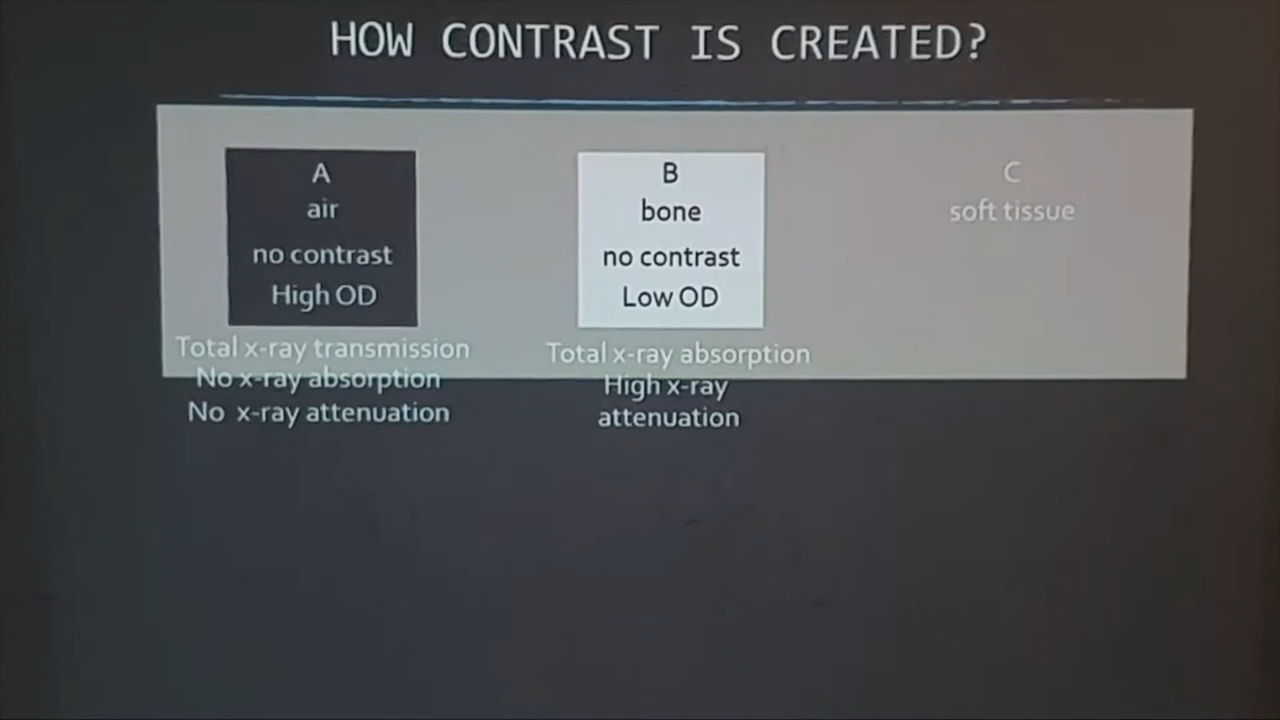 HOW CONTRAST IS CREATED?
A
air
no contrast
High OD
Total x-ray transmission
No x-ray absorption
No x-ray attenuation
B
bone
no contrast
Low OD
Total x-ray absorption
High x-ray
attenuation
C
soft tissue